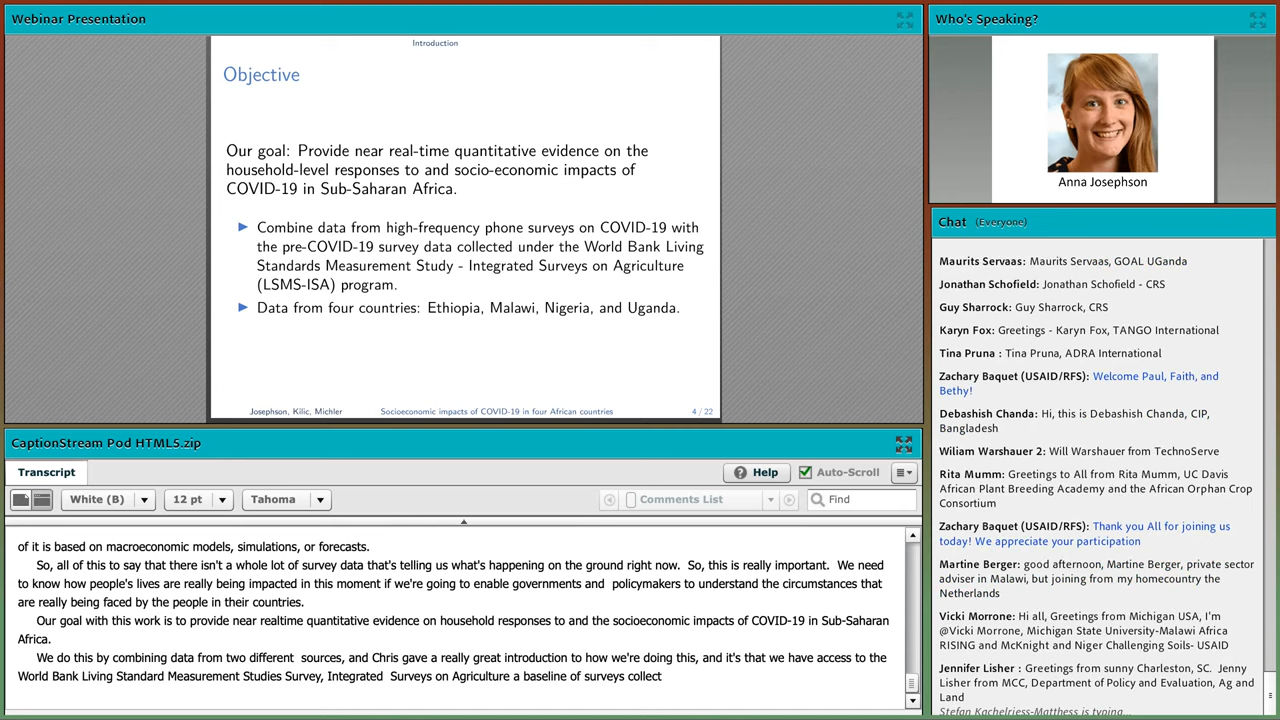 Webinar Presentation
Introduction
Objective
Our goal: Provide near real-time quantitative evidence on the
household-level responses to and socio-economic impacts of
COVID-19 in Sub-Saharan Africa.
Combine data from high-frequency phone surveys on COVID-19 with
the pre-COVID-19 survey data collected under the World Bank Living
Standards Measurement Study - Integrated Surveys on Agriculture
(LSMS-ISA) program.
Data from four countries: Ethiopia, Malawi, Nigeria, and Uganda.
Josephson, Kilic, Michler Socioeconomic impacts of COVID-19 in four African countries 4 / 22
CaptionStream Pod HTML5.zip
Transcript
Help
Auto-Scroll
White (B)
12 pt
Tahoma
Comments List
Find
of it is based on macroeconomic models, simulations, or forecasts.
So, all of this to say that there isn't a whole lot of survey data that's telling us what's happening on the ground right now. So, this is really important. We need
to know how people's lives are really being impacted in this moment if we're going to enable governments and policymakers to understand the circumstances that
are really being faced by the people in their countries.
Our goal with this work is to provide near realtime quantitative evidence on household responses to and the socioeconomic impacts of COVID-19 in Sub-Saharan
Africa.
We do this by combining data from two different sources, and Chris gave a really great introduction to how we're doing this, and it's that we have access to the
World Bank Living Standard Measurement Studies Survey, Integrated Surveys on Agriculture a baseline of surveys collect
Who's Speaking?
Anna Josephson
Chat (Everyone)
Maurits Servaas: Maurits Servaas, GOAL UGanda
Jonathan Schofield: Jonathan Schofield - CRS
Guy Sharrock: Guy Sharrock, CRS
Karyn Fox: Greetings - Karyn Fox, TANGO International
Tina Pruna : Tina Pruna, ADRA International
Zachary Baquet (USAID/RFS): Welcome Paul, Faith, and
Bethy!
Debashish Chanda: Hi, this is Debashish Chanda, CIP,
Bangladesh
Wiliam Warshauer 2: Will Warshauer from TechnoServe
Rita Mumm: Greetings to All from Rita Mumm, UC Davis
African Plant Breeding Academy and the African Orphan Crop
Consortium
Zachary Baquet (USAID/RFS): Thank you All for joining us
today! We appreciate your participation
Martine Berger: good afternoon, Martine Berger, private sector
adviser in Malawi, but joining from my homecountry the
Netherlands
Vicki Morrone: Hi all, Greetings from Michigan USA, I'm
@Vicki Morrone, Michigan State University-Malawi Africa
RISING and McKnight and Niger Challenging Soils- USAID
Jennifer Lisher : Greetings from sunny Charleston, SC. Jenny
Lisher from MCC, Department of Policy and Evaluation, Ag and
Land
Stefan Kachelriess-Matthess is typing...